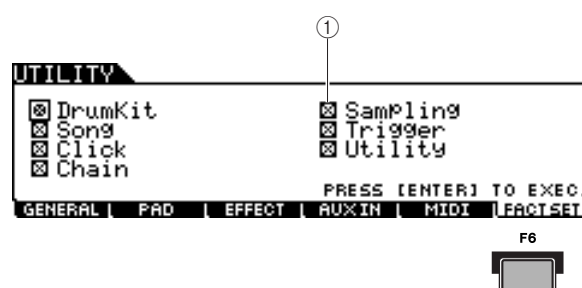 ①
UTILITY
DrumKit
Song
Click
Chain
Sampling
Trigger
Utility
PRESS [ENTER] TO EXEC.
GENERAL PAD EFFECT AUXIN MIDI FACTSET
F6